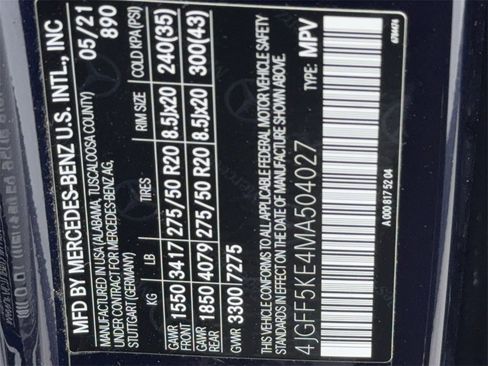 MFD BY MERCEDES-BENZ U.S. INTL., INC
MANUFACTURED IN USA (ALABAMA, TUSCALOOSA COUNTY) 05/21
UNDER LICENSE FOR MERCEDES-BENZ AG, 890
STUTTGART (GERMANY)
KG LB TIRES RIM SIZE COLD KPA(PSI)
GAWR FRONT 1550 3417 275/50 R20 8.5x20 240(35)
GAWR REAR 1850 4079 275/50 R20 8.5x20 300(43)
GVWR 3300/7275
THIS VEHICLE CONFORMS TO ALL APPLICABLE FEDERAL MOTOR VEHICLE SAFETY
STANDARDS IN EFFECT ON THE DATE OF MANUFACTURE SHOWN ABOVE.
4JGFF5KE4MA504027 TYPE: MPV
A 000 817 52 04